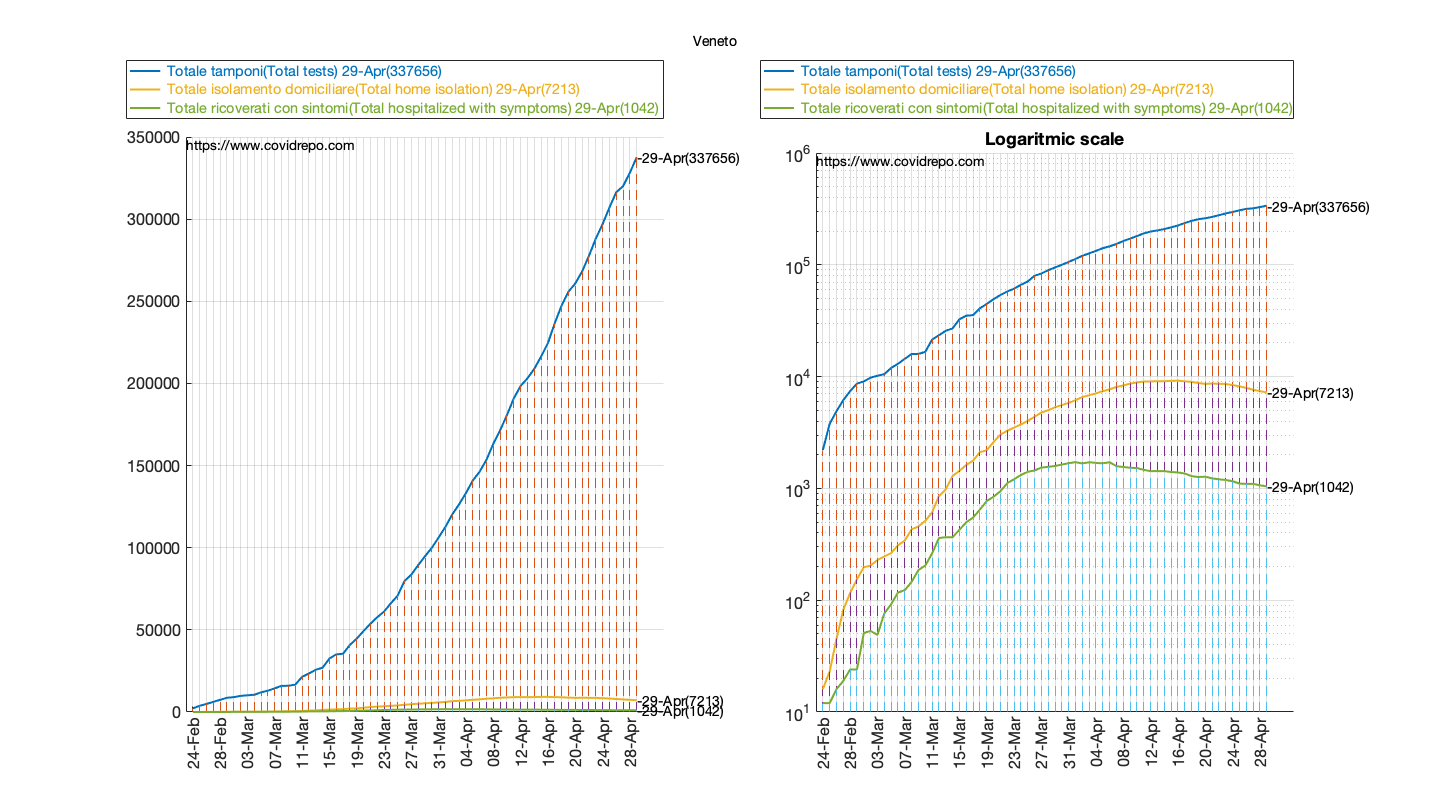 Veneto
Totale tamponi(Total tests) 29-Apr(337656)
Totale isolamento domiciliare(Total home isolation) 29-Apr(7213)
Totale ricoverati con sintomi(Total hospitalized with symptoms) 29-Apr(1042)
350000
300000
250000
200000
150000
100000
50000
0
https://www.covidrepo.com
-29-Apr(337656)
-29-Apr(7213)
-29-Apr(1042)
24-Feb
28-Feb
03-Mar
07-Mar
11-Mar
15-Mar
19-Mar
23-Mar
27-Mar
31-Mar
04-Apr
08-Apr
12-Apr
16-Apr
20-Apr
24-Apr
28-Apr
Totale tamponi(Total tests) 29-Apr(337656)
Totale isolamento domiciliare(Total home isolation) 29-Apr(7213)
Totale ricoverati con sintomi(Total hospitalized with symptoms) 29-Apr(1042)
Logaritmic scale
10^6
10^5
10^4
10^3
10^2
10^1
https://www.covidrepo.com
-29-Apr(337656)
-29-Apr(7213)
-29-Apr(1042)
24-Feb
28-Feb
03-Mar
07-Mar
11-Mar
15-Mar
19-Mar
23-Mar
27-Mar
31-Mar
04-Apr
08-Apr
12-Apr
16-Apr
20-Apr
24-Apr
28-Apr